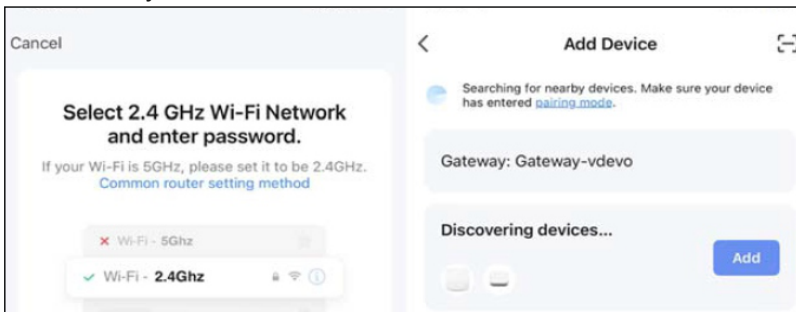 Cancel
Select 2.4 GHz Wi-Fi Network
and enter password.
If your Wi-Fi is 5GHz, please set it to be 2.4GHz.
Common router setting method
Wi-Fi - 5Ghz
Wi-Fi - 2.4Ghz
Add Device
Searching for nearby devices. Make sure your device
has entered pairing mode.
Gateway: Gateway-vdevo
Discovering devices...
Add